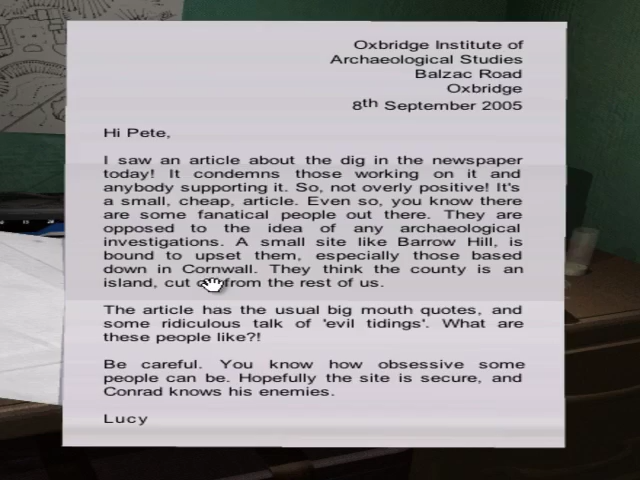 Oxbridge Institute of
Archaeological Studies
Balzac Road
Oxbridge
8th September 2005
Hi Pete,
I saw an article about the dig in the newspaper
today! It condemns those working on it and
anybody supporting it. So, not overly positive! It's
a small, cheap, article. Even so, you know there
are some fanatical people out there. They are
opposed to the idea of any archaeological
investigations. A small site like Barrow Hill, is
bound to upset them, especially those based
down in Cornwall. They think the county is an
island, cut from the rest of us.
The article has the usual big mouth quotes, and
some ridiculous talk of 'evil tidings'. What are
these people like?!
Be careful. You know how obsessive some
people can be. Hopefully the site is secure, and
Conrad knows his enemies.
Lucy